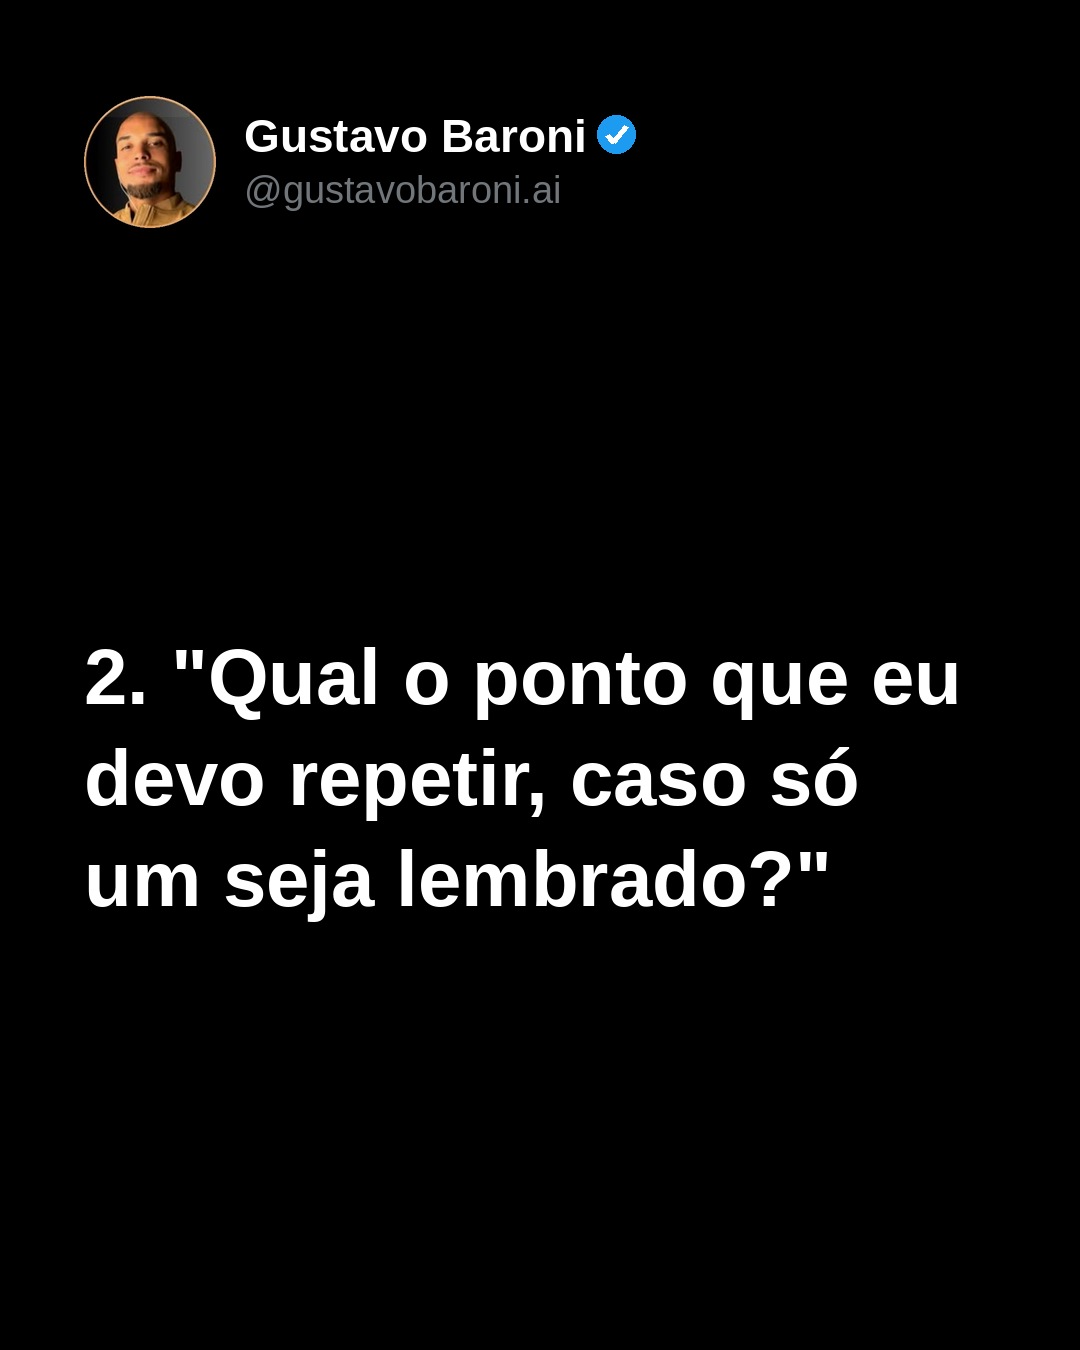 Gustavo Baroni
@gustavobaroni.ai
2. "Qual o ponto que eu
devo repetir, caso só
um seja lembrado?"